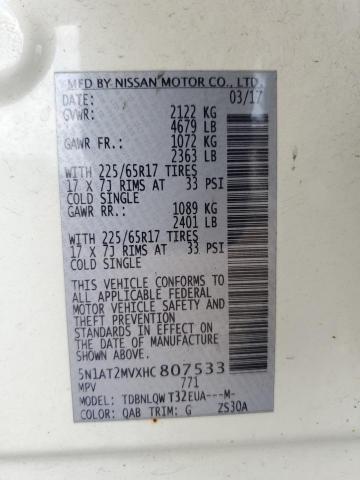 MFD BY NISSAN MOTOR CO., LTD.
DATE: 03/17
GVWR: 2122 KG
4679 LB
GAWR FR.: 1072 KG
2363 LB
WITH 225/65R17 TIRES
17 X 7J RIMS AT 33 PSI
COLD SINGLE
GAWR RR.: 1089 KG
2401 LB
WITH 225/65R17 TIRES
17 X 7J RIMS AT 33 PSI
COLD SINGLE
THIS VEHICLE CONFORMS TO
ALL APPLICABLE FEDERAL
MOTOR VEHICLE SAFETY AND
THEFT PREVENTION
STANDARDS IN EFFECT ON
THE DATE OF MANUFACTURE
SHOWN ABOVE.
5N1AT2MVXHC807533
MPV 771
MODEL: TDBNLQW T32EUA---M-
COLOR: QAB TRIM: G ZS30A